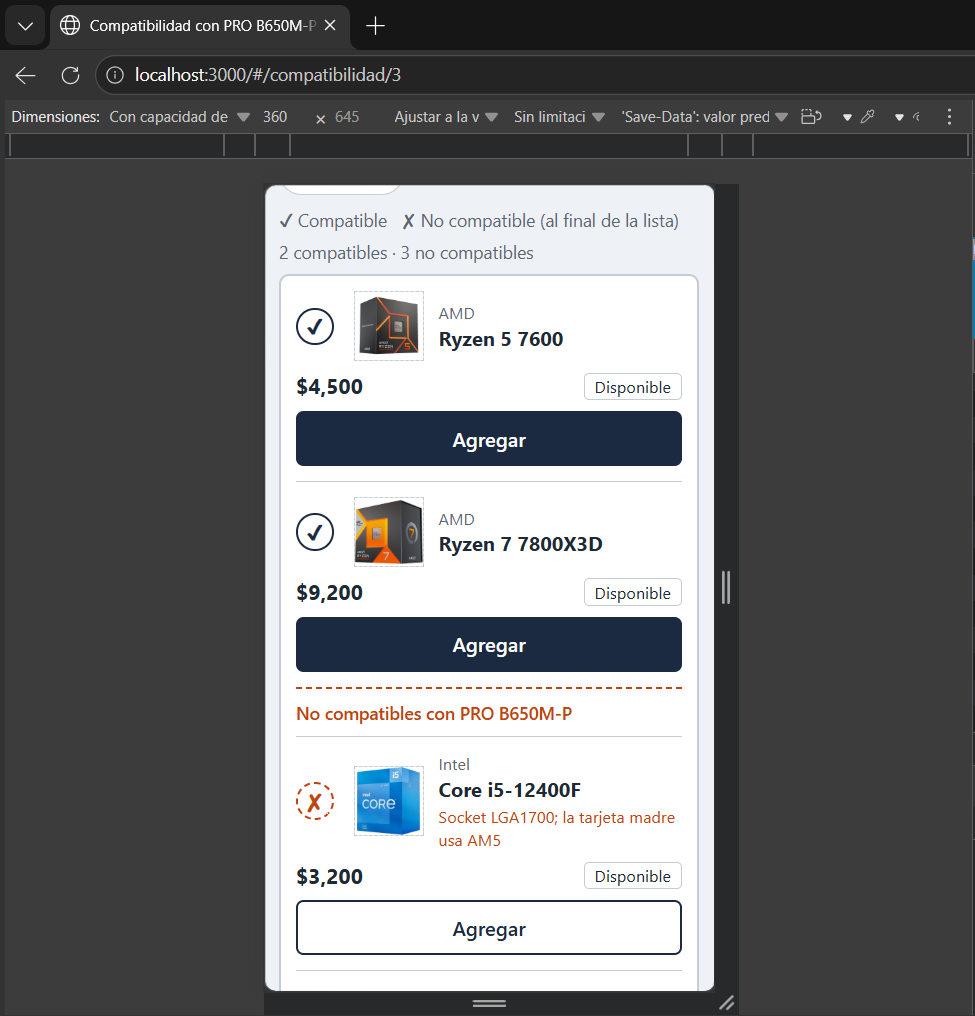 Compatibilidad con PRO B650M-P
localhost:3000/#/compatibilidad/3
Dimensiones: Con capacidad de 360 × 645 Ajustar a la v Sin limitaci 'Save-Data': valor pred
✓ Compatible ✗ No compatible (al final de la lista)
2 compatibles · 3 no compatibles
AMD
Ryzen 5 7600
$4,500 Disponible
Agregar
AMD
Ryzen 7 7800X3D
$9,200 Disponible
Agregar
No compatibles con PRO B650M-P
Intel
Core i5-12400F
i5
intel
CORE
Socket LGA1700; la tarjeta madre
usa AM5
$3,200 Disponible
Agregar